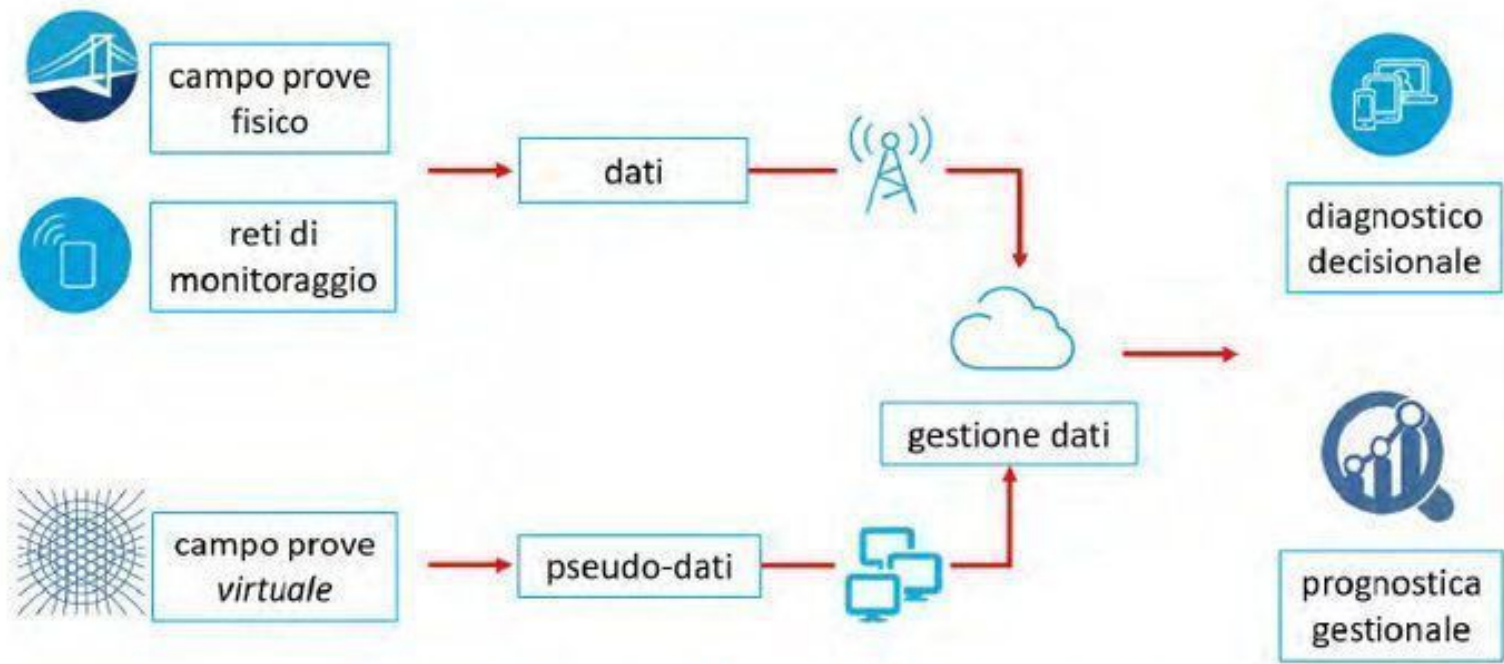 campo prove
fisico
reti di
monitoraggio
dati
campo prove
virtuale
pseudo-dati
gestione dati
diagnostico
decisionale
prognostica
gestionale